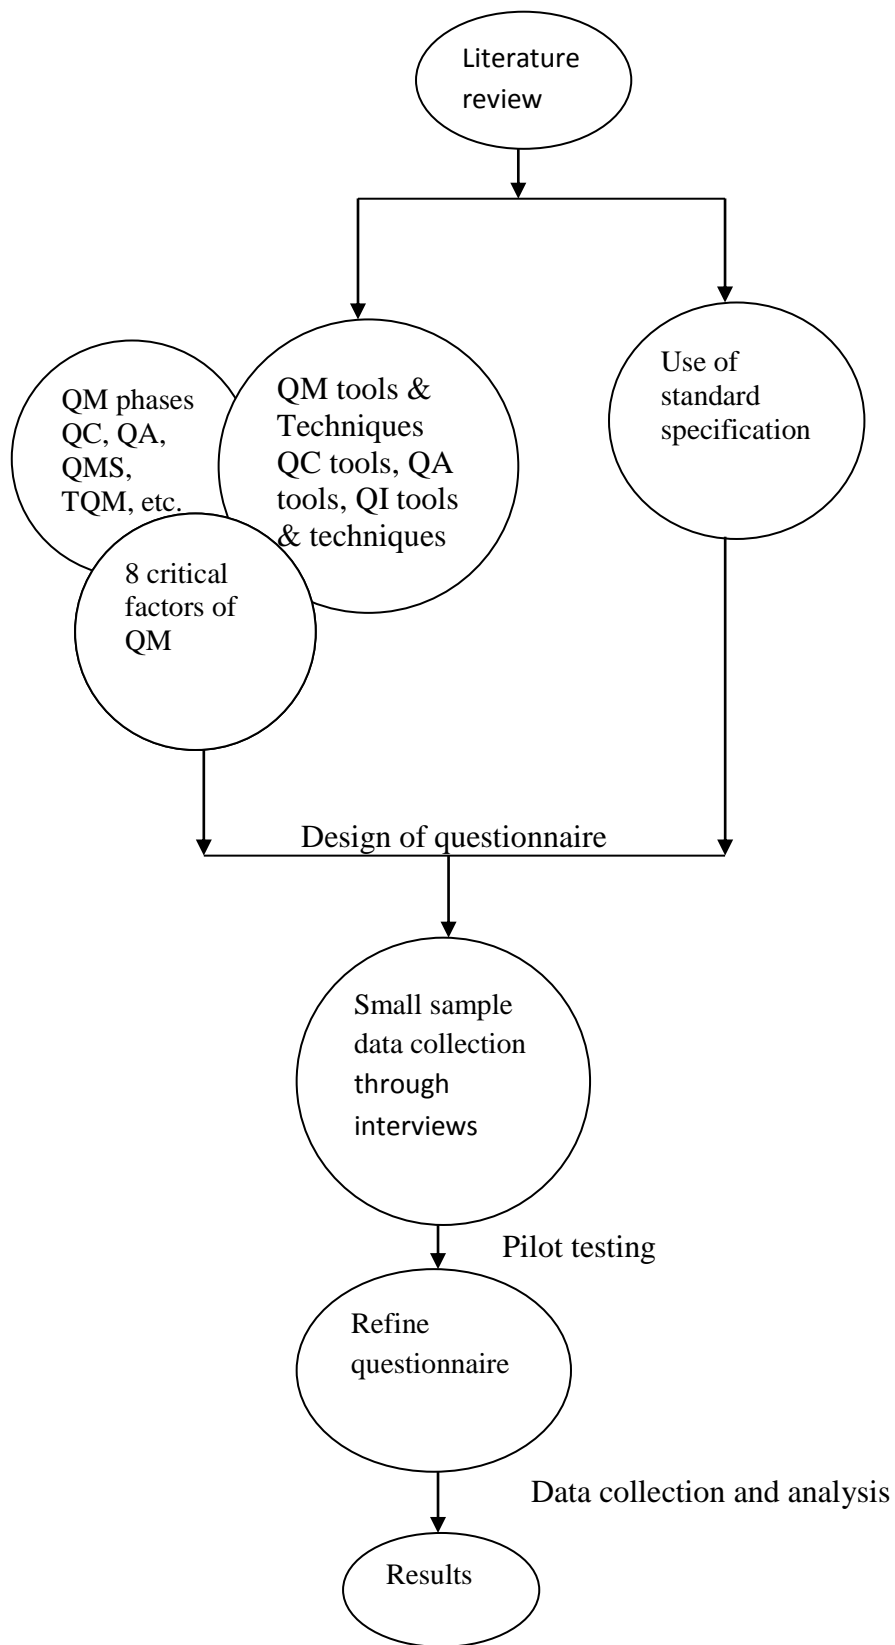 Literature
review
QM phases
QC, QA,
QMS,
TQM, etc.
QM tools &
Techniques
QC tools, QA
tools, QI tools
& techniques
Use of
standard
specification
8 critical
factors of
QM
Design of questionnaire
Small sample
data collection
through
interviews
Pilot testing
Refine
questionnaire
Data collection and analysis
Results